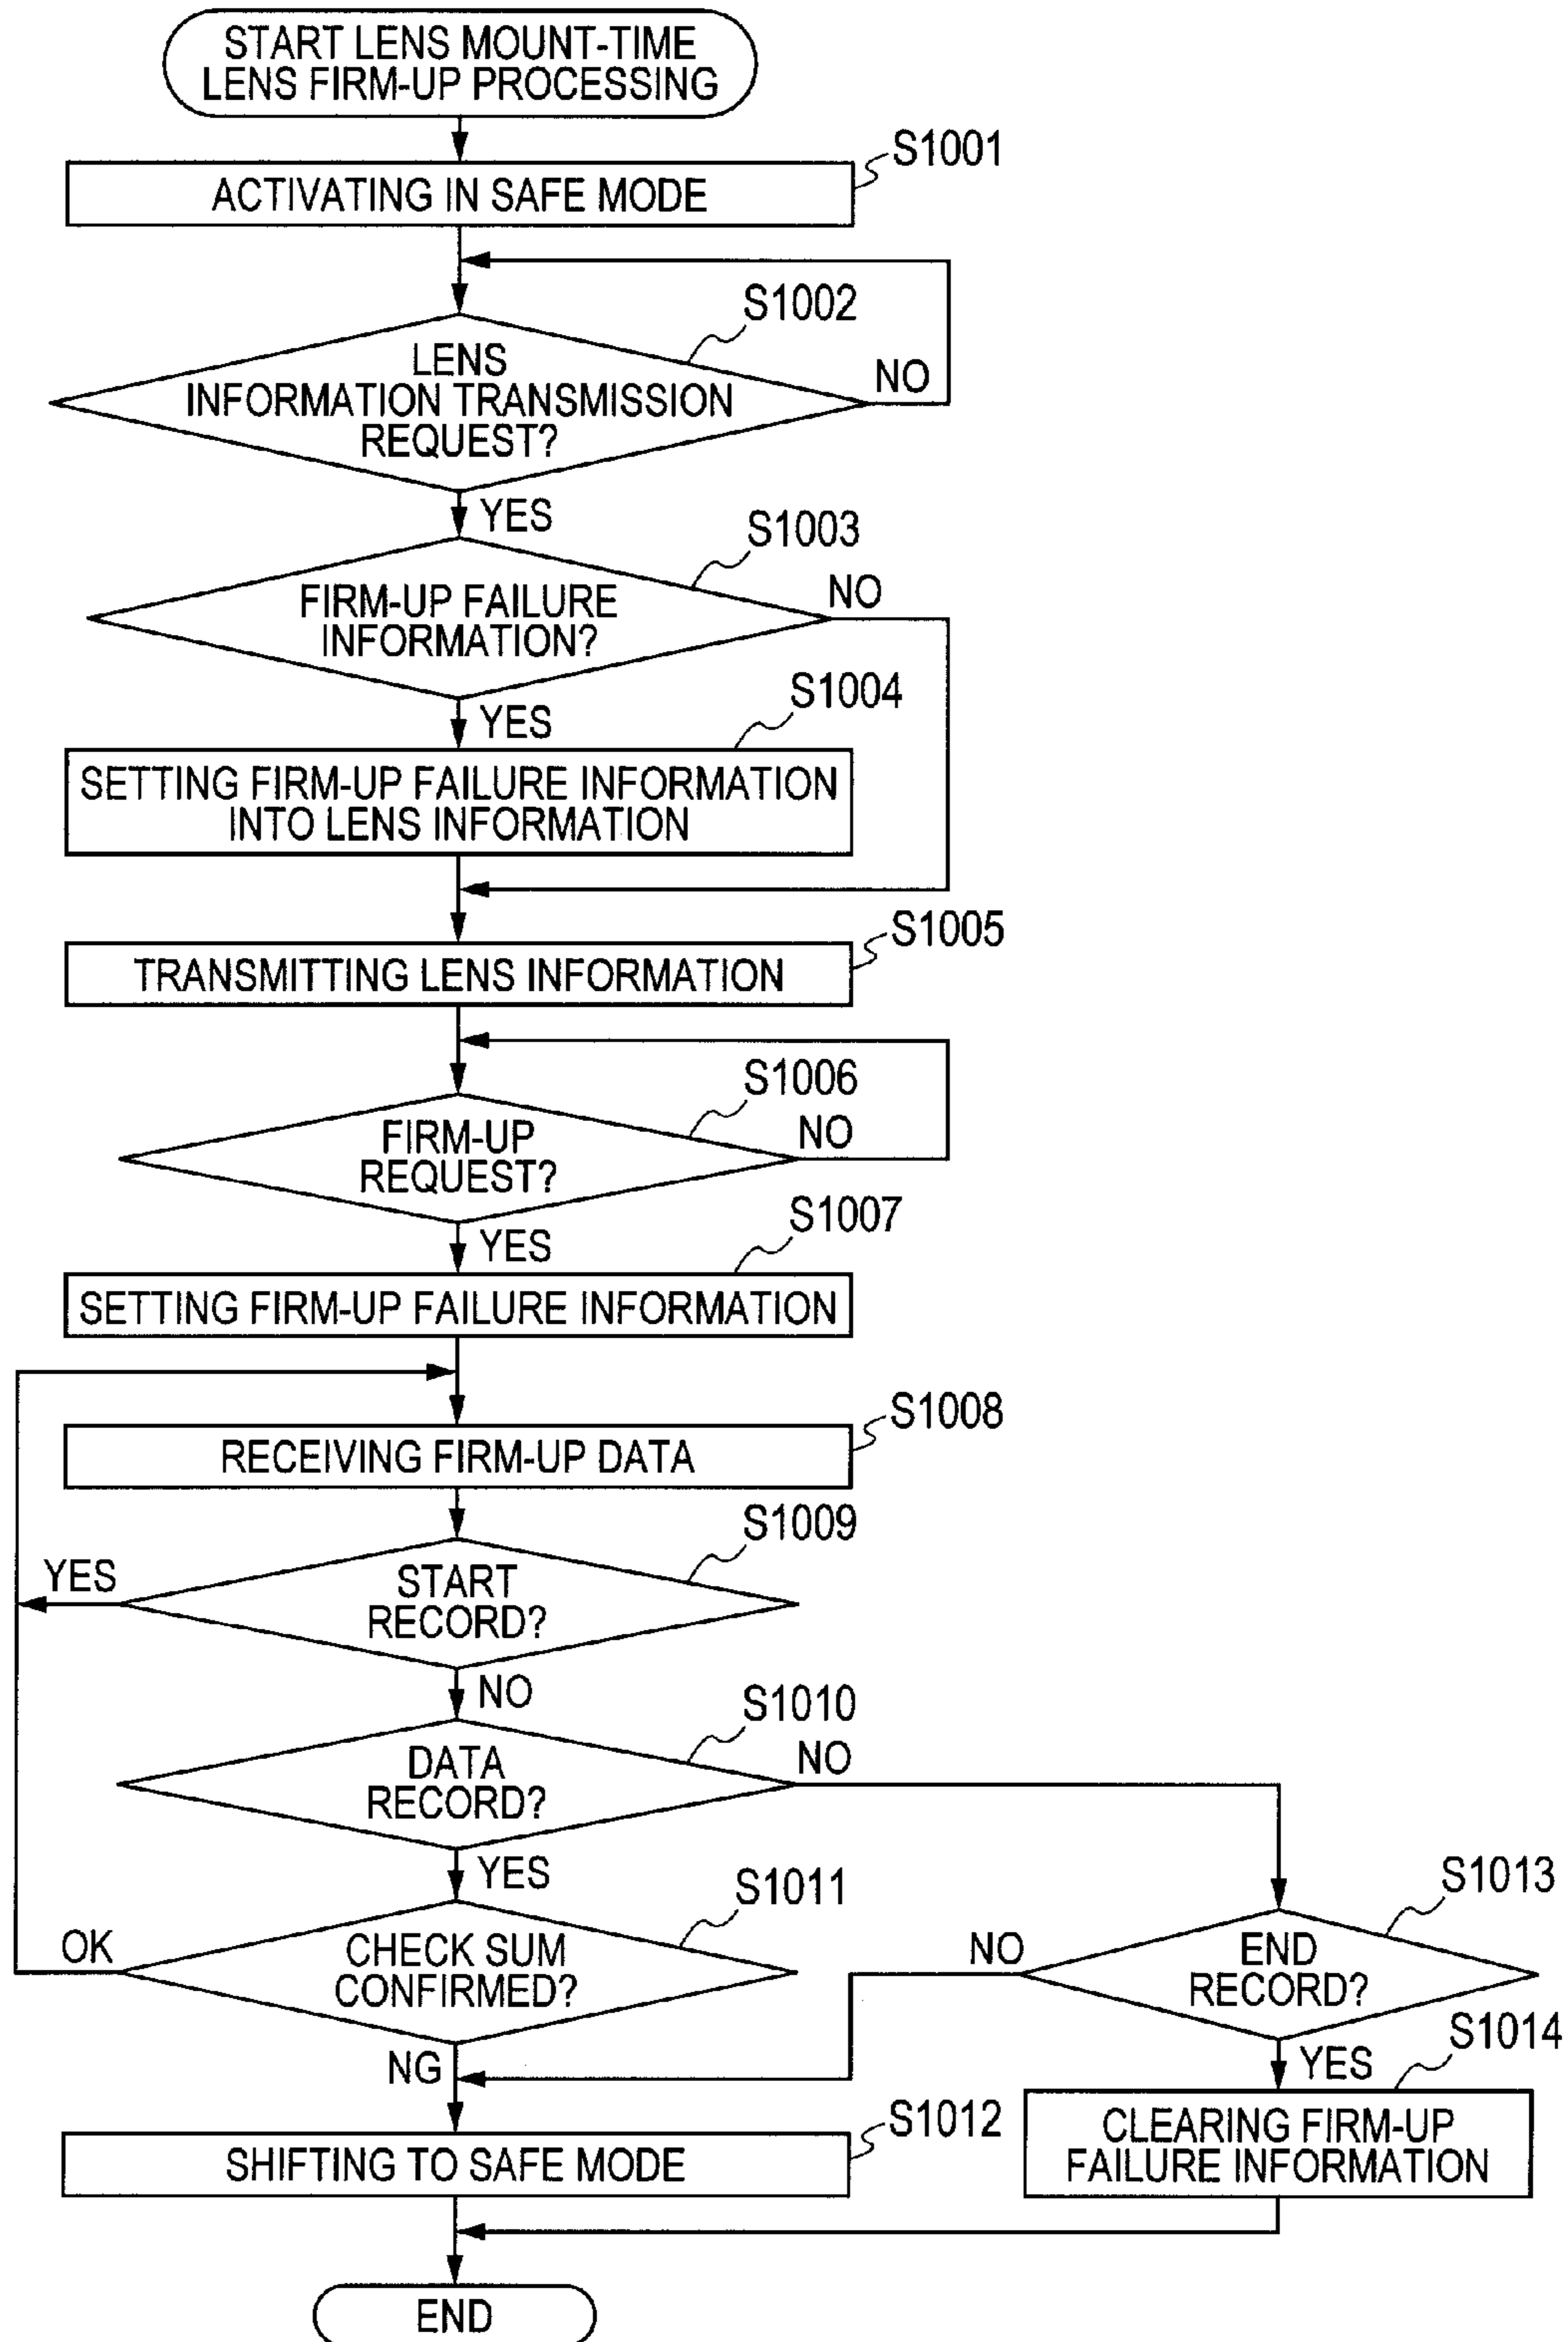 START LENS MOUNT-TIME
LENS FIRM-UP PROCESSING
S1001
ACTIVATING IN SAFE MODE
S1002
LENS
INFORMATION TRANSMISSION
REQUEST?
NO
YES
S1003
FIRM-UP FAILURE
INFORMATION?
NO
YES
S1004
SETTING FIRM-UP FAILURE INFORMATION
INTO LENS INFORMATION
S1005
TRANSMITTING LENS INFORMATION
S1006
FIRM-UP
REQUEST?
NO
YES
S1007
SETTING FIRM-UP FAILURE INFORMATION
S1008
RECEIVING FIRM-UP DATA
S1009
START
RECORD?
YES
NO
S1010
DATA
RECORD?
NO
YES
S1011
CHECK SUM
CONFIRMED?
OK
NG
S1013
END
RECORD?
NO
YES
S1014
CLEARING FIRM-UP
FAILURE INFORMATION
S1012
SHIFTING TO SAFE MODE
END